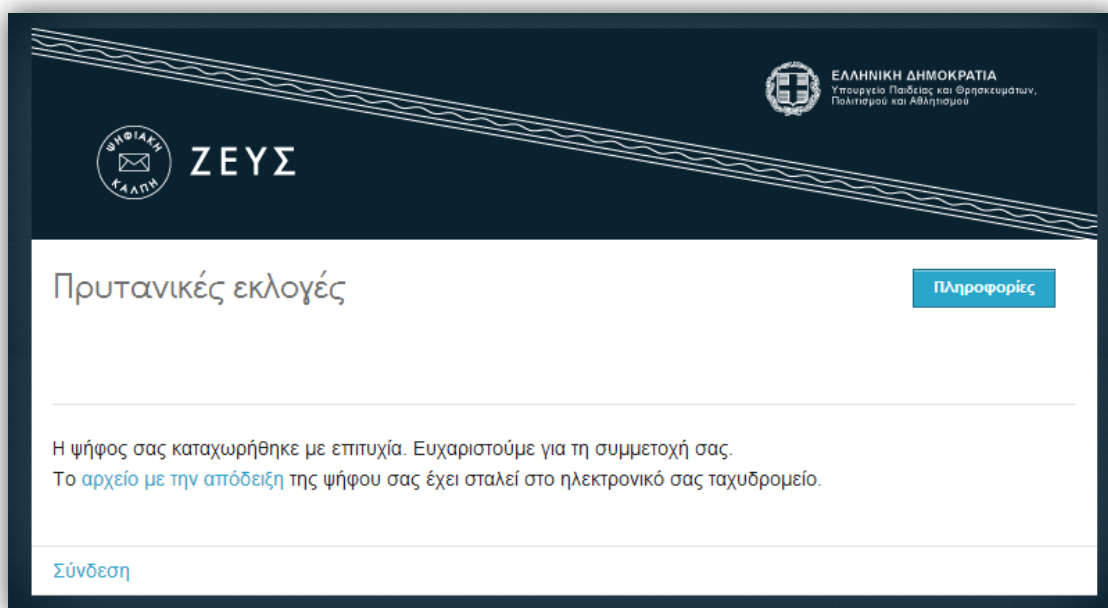 ΕΛΛΗΝΙΚΗ ΔΗΜΟΚΡΑΤΙΑ
Υπουργείο Παιδείας και Θρησκευμάτων,
Πολιτισμού και Αθλητισμού
ΨΗΦΙΑΚΗ
ΚΑΛΠΗ
ΖΕΥΣ
Πρυτανικές εκλογές
Πληροφορίες
Η ψήφος σας καταχωρήθηκε με επιτυχία. Ευχαριστούμε για τη συμμετοχή σας.
Το αρχείο με την απόδειξη της ψήφου σας έχει σταλεί στο ηλεκτρονικό σας ταχυδρομείο.
Σύνδεση